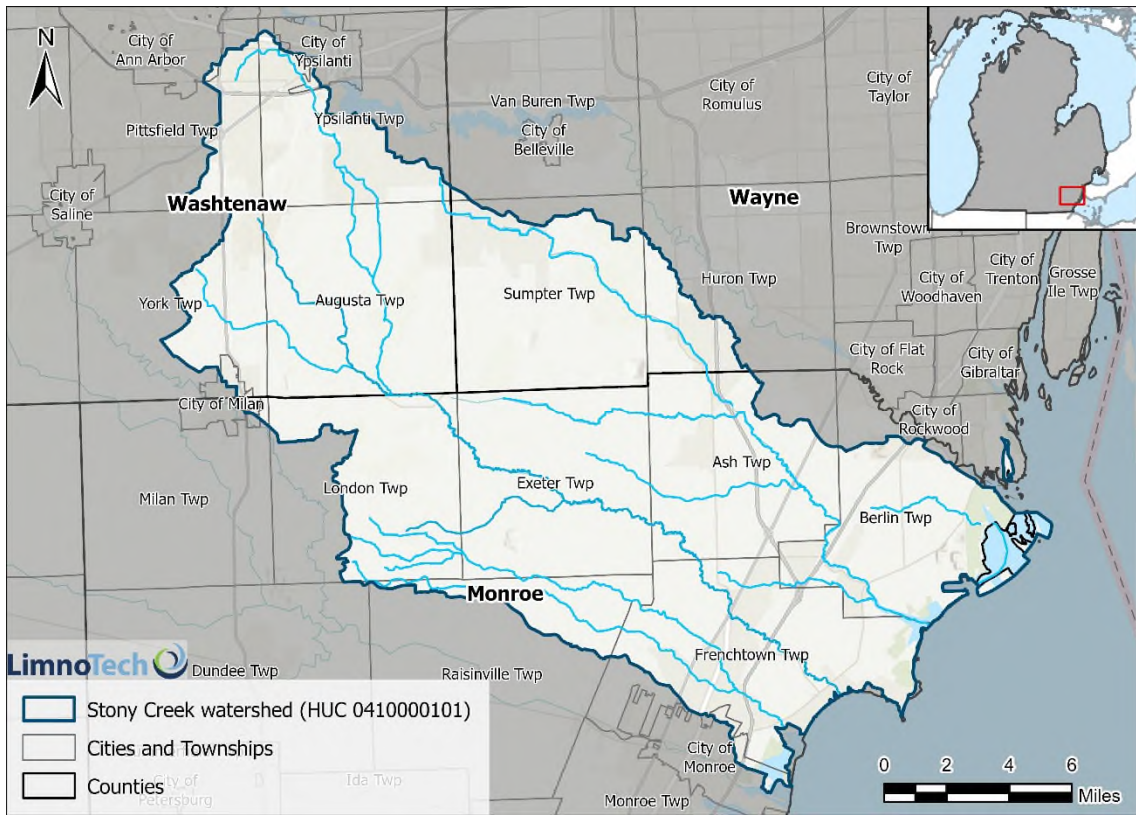 N
City of
Ann Arbor
City of
Ypsilanti
Van Buren Twp
City of
Romulus
City of
Taylor
Pittsfield Twp
Ypsilanti Twp
City of
Belleville
City of
Saline
Washtenaw
Wayne
Brownstown
Twp
City of
Trenton
Grosse
Ile Twp
City of
Woodhaven
Huron Twp
York Twp
Augusta Twp
Sumpter Twp
City of Flat
Rock
City of
Gibraltar
City of Milan
City of
Rockwood
Ash Twp
Milan Twp
London Twp
Exeter Twp
Berlin Twp
Monroe
LimnoTech
Dundee Twp
Raisinville Twp
Frenchtown Twp
Stony Creek watershed (HUC 0410000101)
Cities and Townships
Counties
City of
Petersburg
Ida Twp
City of
Monroe
Monroe Twp
0 2 4 6
Miles